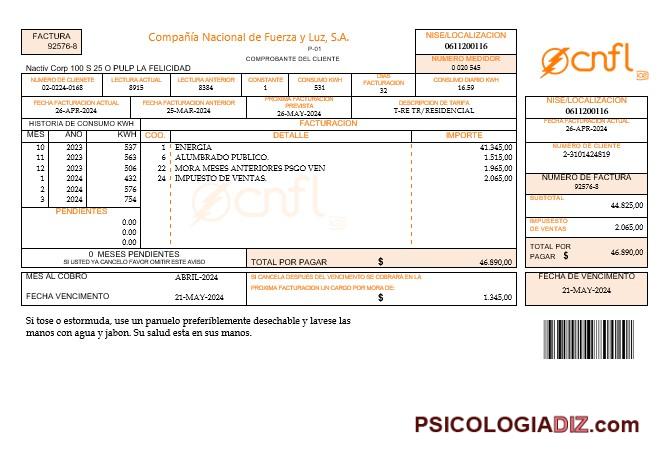 FACTURA
92576-8
Compañía Nacional de Fuerza y Luz, S.A.
P-01
COMPROBANTE DEL CLIENTE
NISE/LOCALIZACION
0611200116
NUMERO MEDIDOR
0 020 545
cnfl
Nactiv Corp 100 S 25 O PULP LA FELICIDAD
NUMERO DE CLIENETE LECTURA ACTUAL LECTURA ANTERIOR CONSTANTE CONSUMO KWH DIAS FACTURACION CONSUMO DIARIO KWH
02-0224-0168 8915 8384 1 531 32 16.59
FECHA FACTURACION ACTUAL FECHA FACTURACION ANTERIOR PROXIMA FACTURACION PREVISTA DESCRIPCION DE TARIFA
26-APR-2024 25-MAR-2024 26-MAY-2024 T-RE TR/RESIDENCIAL
HISTORIA DE CONSUMO KWH FACTURACION
MES ANO KWH COD. DETALLE IMPORTE
10 2023 537 1 ENERGIA 41.345,00
11 2023 563 6 ALUMBRADO PUBLICO. 1.515,00
12 2023 506 22 MORA MESES ANTERIORES PSGO VEN 1.965,00
1 2024 432 24 IMPUESTO DE VENTAS. 2.065,00
2 2024 576
3 2024 754
cnfl
PENDIENTES
0.00
0.00
0.00
0 MESES PENDIENTES
SI USTED YA CANCELO FAVOR OMITIR ESTE AVISO
TOTAL POR PAGAR $ 46.890,00
MES AL COBRO ABRIL-2024
FECHA VENCIMIENTO 21-MAY-2024
SI CANCELA DESPUÉS DEL VENCIMIENTO SE COBRARA EN LA
PROXIMA FACTURACION UN CARGO POR MORA DE:
$ 1.345,00
NISE/LOCALIZACION
0611200116
FECHA FACTURACION ACTUAL
26-APR-2024
NUMERO DE CLIENTE
2-3101424819
NUMERO DE FACTURA
92576-8
SUBTOTAL
44.825,00
IMPUESTO
DE VENTAS 2.065,00
TOTAL POR
PAGAR $ 46.890,00
FECHA DE VENCIMIENTO
21-MAY-2024
Si tose o estormuda, use un panuelo preferiblemente desechable y lavese las
manos con agua y jabon. Su salud esta en sus manos.
PSICOLOGIADIZ.com